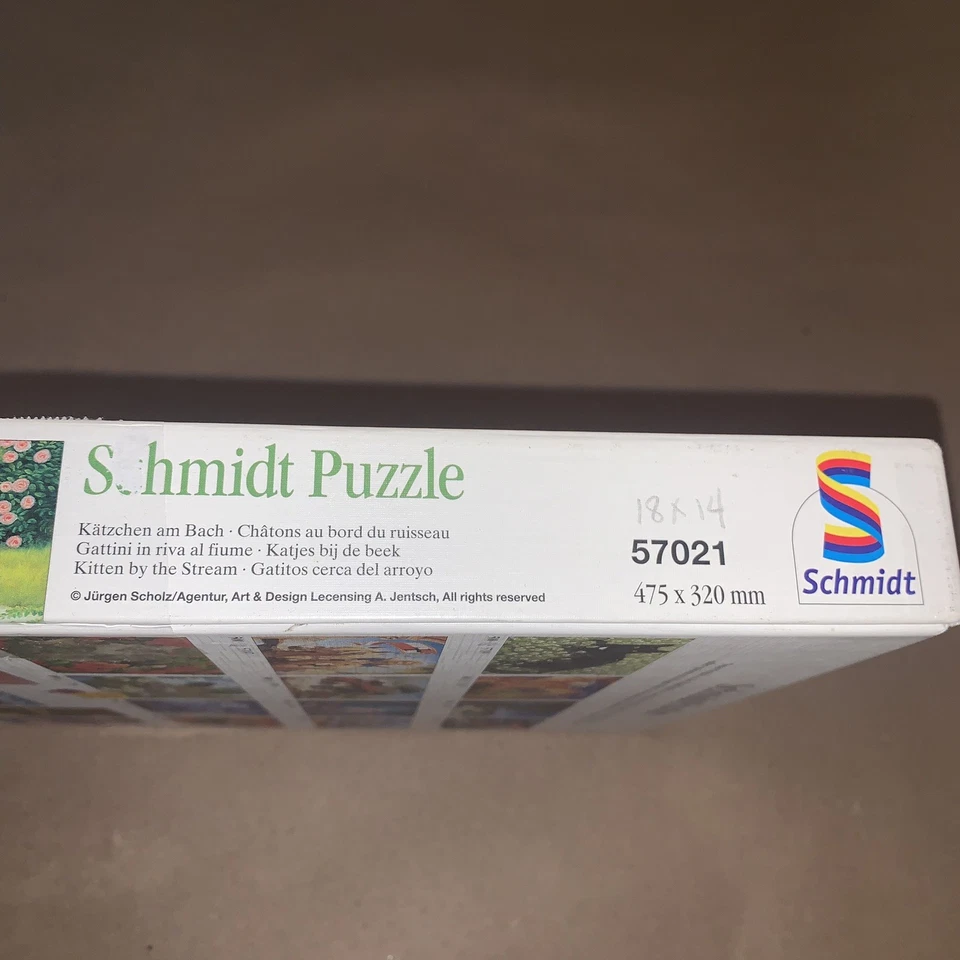 Schmidt Puzzle
Kätzchen am Bach · Châtons au bord du ruisseau
Gattini in riva al fiume · Katjes bij de beek
Kitten by the Stream · Gatitos cerca del arroyo
© Jürgen Scholz/Agentur, Art & Design Lecensing A. Jentsch, All rights reserved
18 x 14
57021
475 x 320 mm
Schmidt